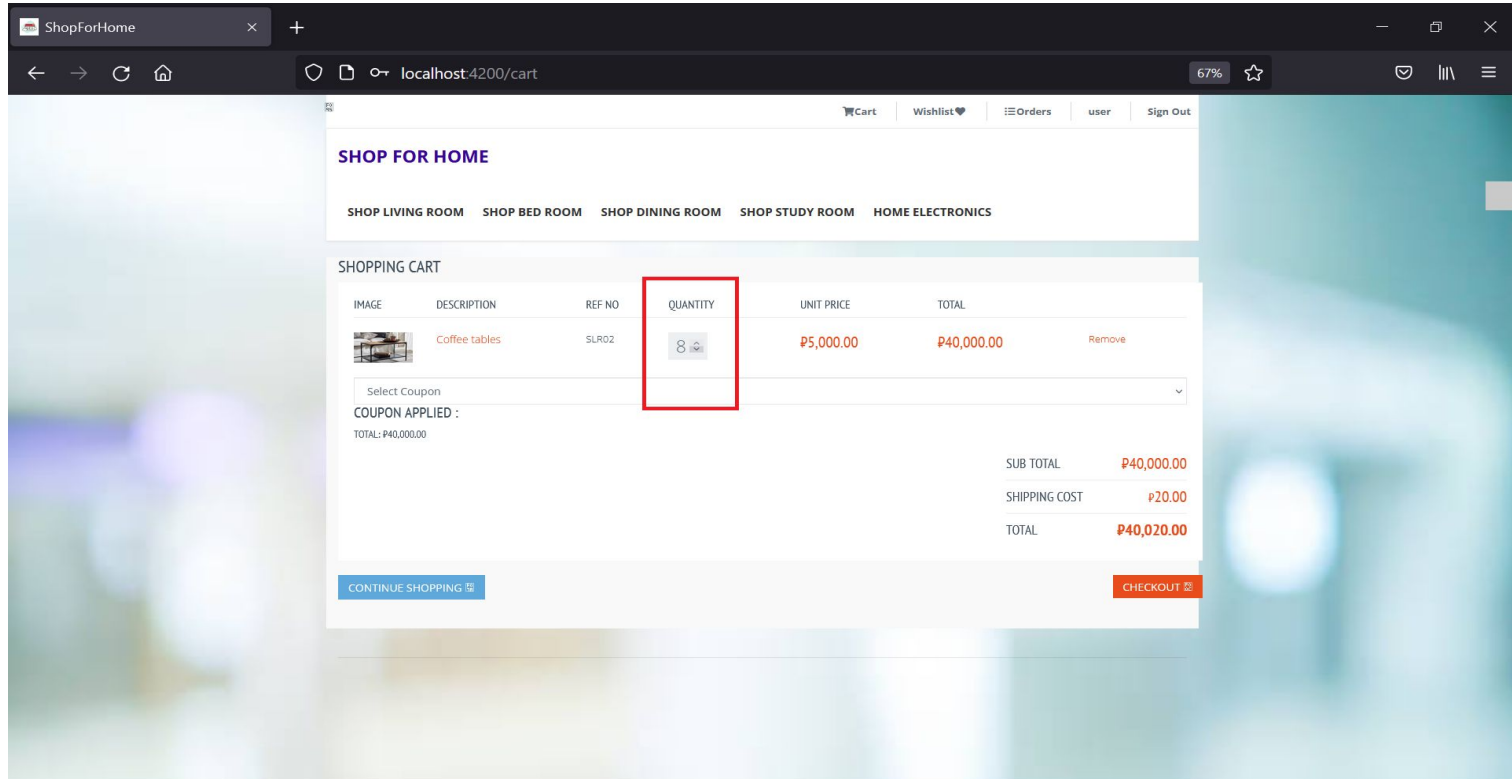 ShopForHome
localhost:4200/cart 67%
Cart Wishlist Orders user Sign Out
SHOP FOR HOME
SHOP LIVING ROOM SHOP BED ROOM SHOP DINING ROOM SHOP STUDY ROOM HOME ELECTRONICS
SHOPPING CART
IMAGE DESCRIPTION REF NO QUANTITY UNIT PRICE TOTAL
Coffee tables SLR02 8 ₽5,000.00 ₽40,000.00 Remove
Select Coupon
COUPON APPLIED :
TOTAL: ₽40,000.00
SUB TOTAL ₽40,000.00
SHIPPING COST ₽20.00
TOTAL ₽40,020.00
CONTINUE SHOPPING CHECKOUT